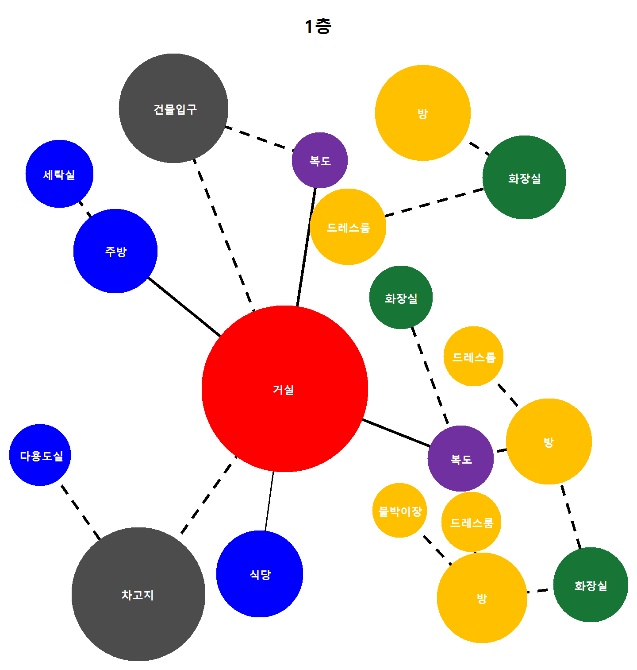 1층
건물입구
방
복도
세탁실
화장실
드레스룸
주방
화장실
드레스룸
거실
방
다용도실
복도
붙박이장
드레스룸
식당
화장실
차고지
방